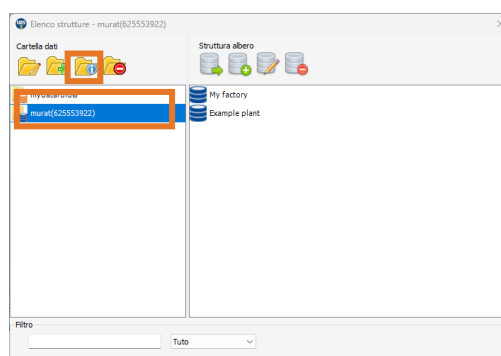 Elenco strutture - murat(625553922)
Cartella dati
Struttura albero
murat(625553922)
My factory
Example plant
Filtro
Tuto